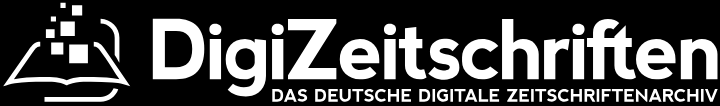 DigiZeitschriften
DAS DEUTSCHE DIGITALE ZEITSCHRIFTENARCHIV